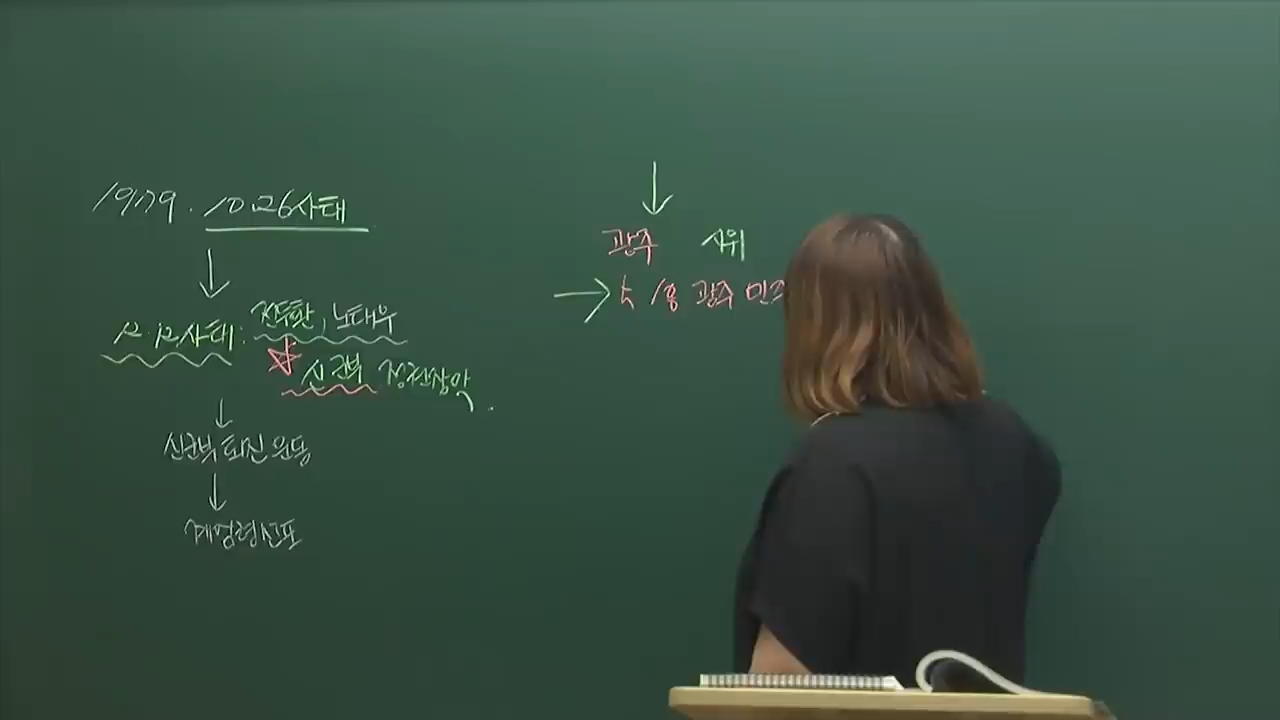 1979. 10.26사태
12.12사태: 전두환, 노태우
신군부 정권장악.
신군부 퇴진 운동
계엄령선포
광주 시위
5 18 광주 민주